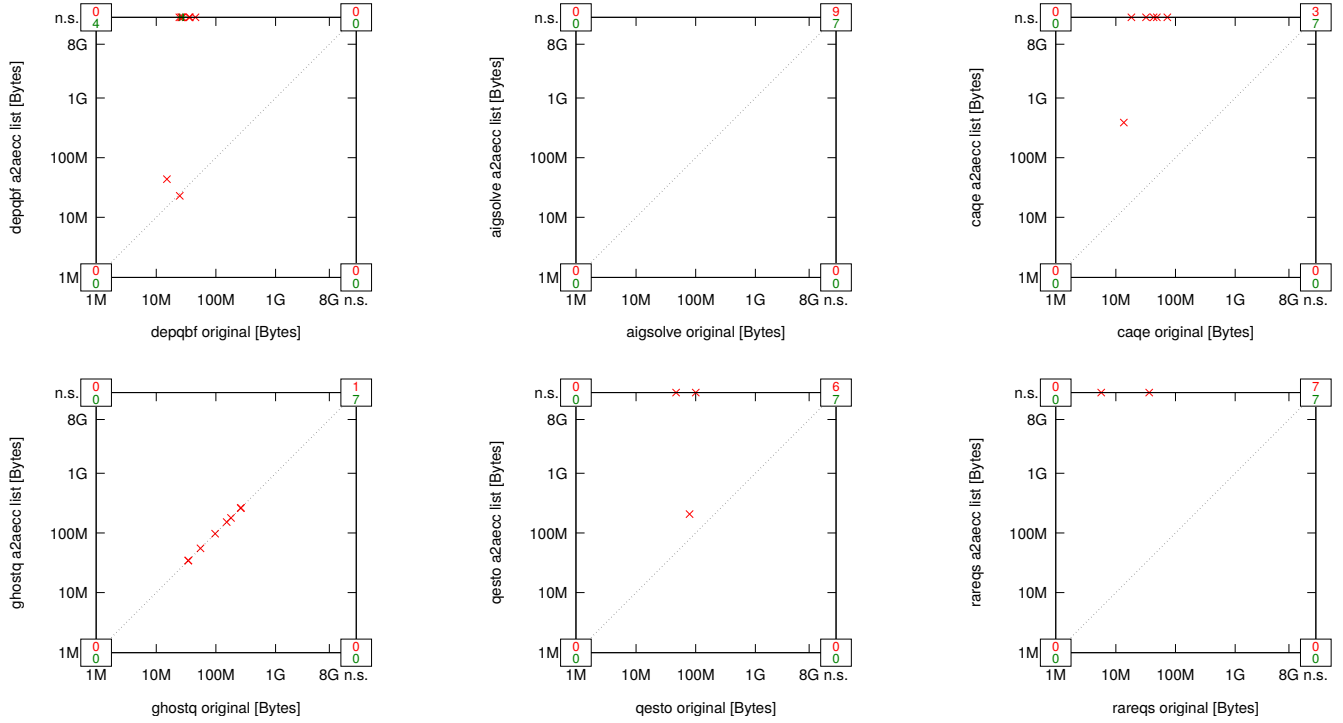 n.s. 0 4 0 0
8G
1G
100M
10M
1M 0 0 0 0
1M 10M 100M 1G 8G n.s.
depqbf a2aecc list [Bytes]
depqbf original [Bytes]
n.s. 0 0 9 7
8G
1G
100M
10M
1M 0 0 0 0
1M 10M 100M 1G 8G n.s.
aigsolve a2aecc list [Bytes]
aigsolve original [Bytes]
n.s. 0 0 3 7
8G
1G
100M
10M
1M 0 0 0 0
1M 10M 100M 1G 8G n.s.
caqe a2aecc list [Bytes]
caqe original [Bytes]
n.s. 0 0 1 7
8G
1G
100M
10M
1M 0 0 0 0
1M 10M 100M 1G 8G n.s.
ghostq a2aecc list [Bytes]
ghostq original [Bytes]
n.s. 0 0 6 7
8G
1G
100M
10M
1M 0 0 0 0
1M 10M 100M 1G 8G n.s.
qesto a2aecc list [Bytes]
qesto original [Bytes]
n.s. 0 0 7 7
8G
1G
100M
10M
1M 0 0 0 0
1M 10M 100M 1G 8G n.s.
rareqs a2aecc list [Bytes]
rareqs original [Bytes]